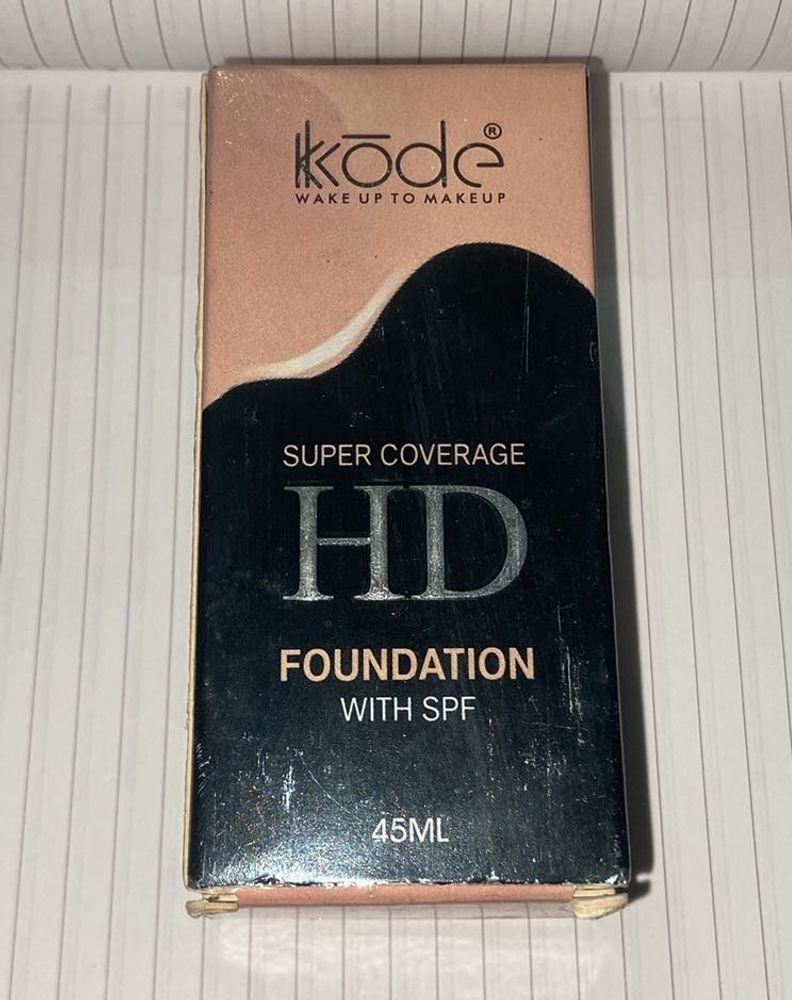 kōde®
WAKE UP TO MAKEUP
SUPER COVERAGE
HD
FOUNDATION
WITH SPF
45ML